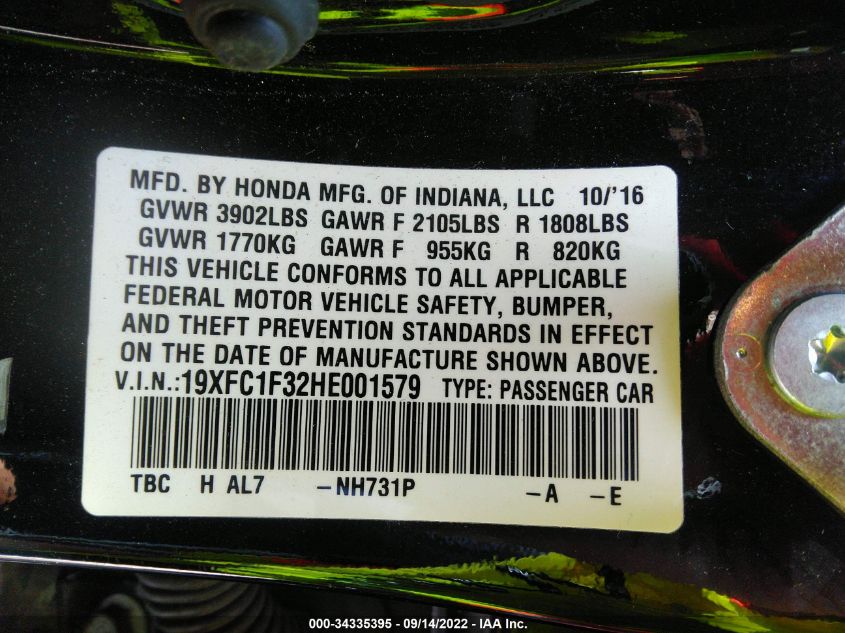 MFD. BY HONDA MFG. OF INDIANA, LLC 10/'16
GVWR 3902LBS GAWR F 2105LBS R 1808LBS
GVWR 1770KG GAWR F 955KG R 820KG
THIS VEHICLE CONFORMS TO ALL APPLICABLE
FEDERAL MOTOR VEHICLE SAFETY, BUMPER,
AND THEFT PREVENTION STANDARDS IN EFFECT
ON THE DATE OF MANUFACTURE SHOWN ABOVE.
V.I.N.:19XFC1F32HE001579 TYPE: PASSENGER CAR
TBC H AL7 –NH731P –A –E
000-34335395 - 09/14/2022 - IAA Inc.